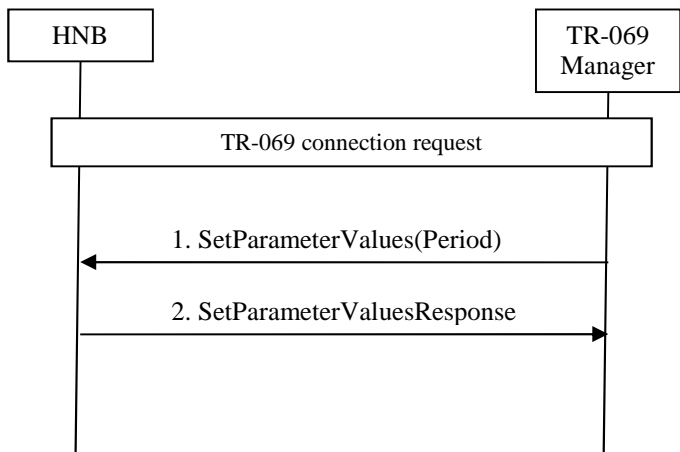 HNB
TR-069
Manager
TR-069 connection request
1. SetParameterValues(Period)
2. SetParameterValuesResponse